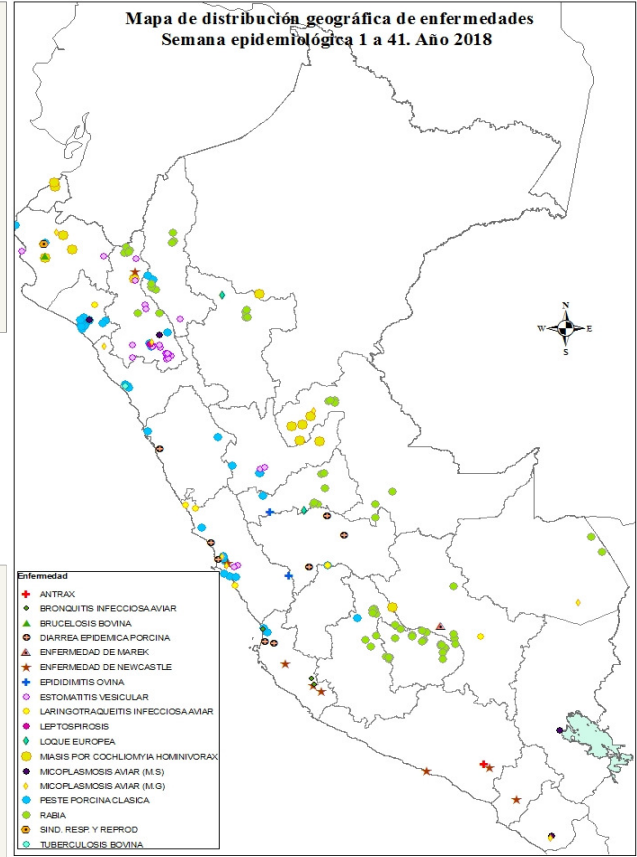 Mapa de distribución geográfica de enfermedades
Semana epidemiológica 1 a 41. Año 2018
N
W E
S
Enfermedad
ANTRAX
BRONQUITIS INFECCIOSA AVIAR
BRUCELOSIS BOVINA
DIARREA EPIDEMICA PORCINA
ENFERMEDAD DE MAREK
ENFERMEDAD DE NEWCASTLE
EPIDIDIMITIS OVINA
ESTOMATITIS VESICULAR
LARINGOTRAQUEITIS INFECCIOSA AVIAR
LEPTOSPIROSIS
LOQUE EUROPEA
MIASIS POR COCHLIOMYIA HOMINIVORAX
MICOPLASMOSIS AVIAR (M.S)
MICOPLASMOSIS AVIAR (M.G)
PESTE PORCINA CLASICA
RABIA
SIND. RESP. Y REPROD
TUBERCULOSIS BOVINA